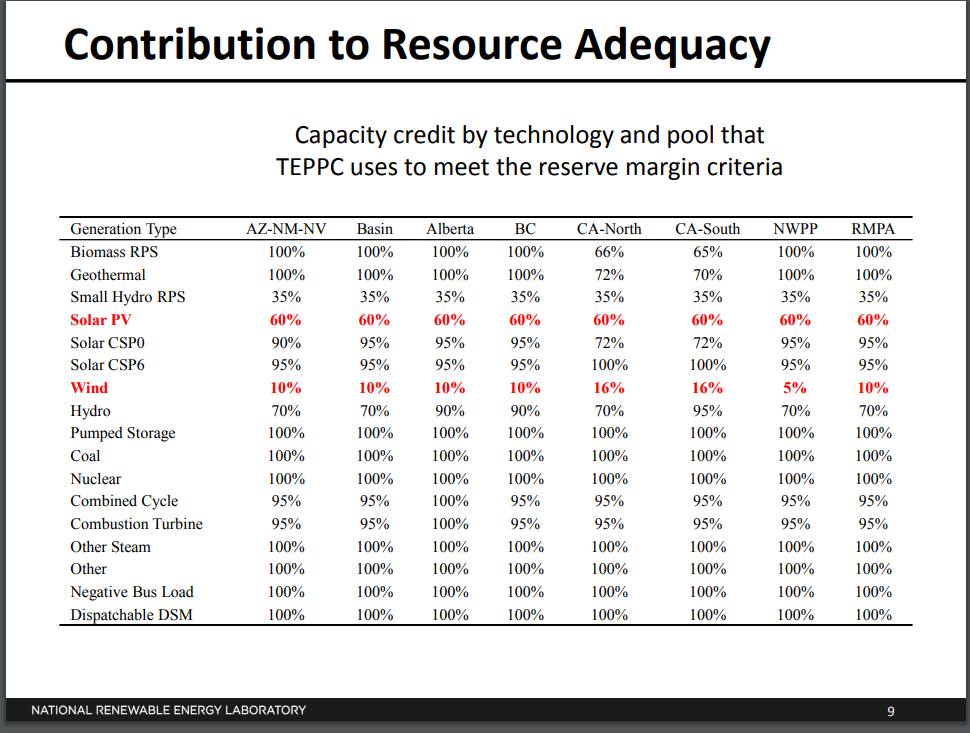 Contribution to Resource Adequacy
Capacity credit by technology and pool that
TEPPC uses to meet the reserve margin criteria
Generation Type AZ-NM-NV Basin Alberta BC CA-North CA-South NWPP RMPA
Biomass RPS 100% 100% 100% 100% 66% 65% 100% 100%
Geothermal 100% 100% 100% 100% 72% 70% 100% 100%
Small Hydro RPS 35% 35% 35% 35% 35% 35% 35% 35%
Solar PV 60% 60% 60% 60% 60% 60% 60% 60%
Solar CSP0 90% 95% 95% 95% 72% 72% 95% 95%
Solar CSP6 95% 95% 95% 95% 100% 100% 95% 95%
Wind 10% 10% 10% 10% 16% 16% 5% 10%
Hydro 70% 70% 90% 90% 70% 95% 70% 70%
Pumped Storage 100% 100% 100% 100% 100% 100% 100% 100%
Coal 100% 100% 100% 100% 100% 100% 100% 100%
Nuclear 100% 100% 100% 100% 100% 100% 100% 100%
Combined Cycle 95% 95% 100% 95% 95% 95% 95% 95%
Combustion Turbine 95% 95% 100% 95% 95% 95% 95% 95%
Other Steam 100% 100% 100% 100% 100% 100% 100% 100%
Other 100% 100% 100% 100% 100% 100% 100% 100%
Negative Bus Load 100% 100% 100% 100% 100% 100% 100% 100%
Dispatchable DSM 100% 100% 100% 100% 100% 100% 100% 100%
NATIONAL RENEWABLE ENERGY LABORATORY 9